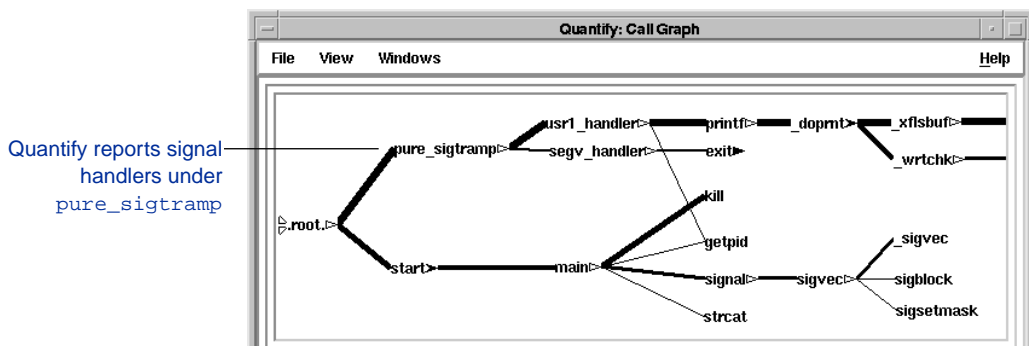 Quantify: Call Graph
File View Windows Help
Quantify reports signal
handlers under
pure_sigtramp
usr1_handler printf _doprnt _xflsbuf
pure_sigtramp segv_handler exit
_wrtchk
kill
.root.
getpid _sigvec
start main
signal sigvec sigblock
sigsetmask
strcat